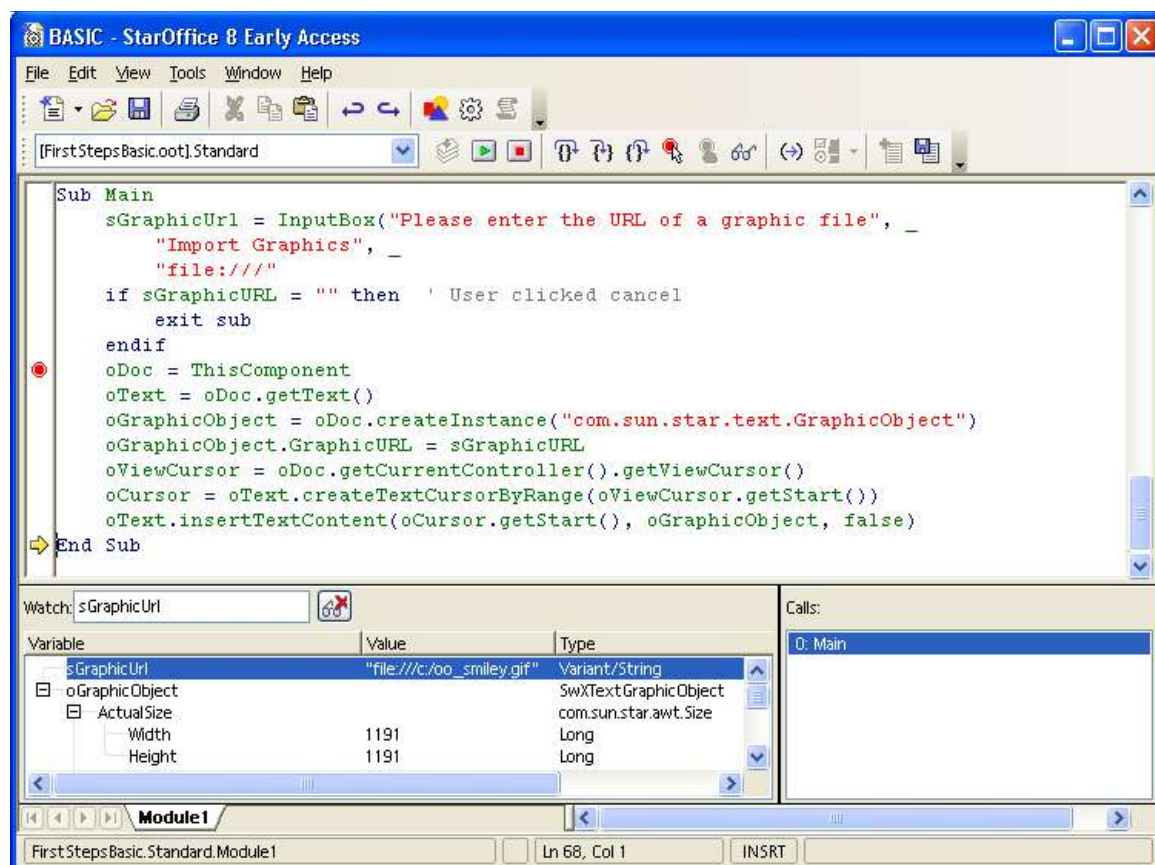 BASIC - StarOffice 8 Early Access
File Edit View Tools Window Help
[FirstStepsBasic.oot].Standard
Sub Main
sGraphicUrl = InputBox("Please enter the URL of a graphic file", _
"Import Graphics", _
"file:///"
if sGraphicURL = "" then ' User clicked cancel
exit sub
endif
oDoc = ThisComponent
oText = oDoc.getText()
oGraphicObject = oDoc.createInstance("com.sun.star.text.GraphicObject")
oGraphicObject.GraphicURL = sGraphicURL
oViewCursor = oDoc.getCurrentController().getViewCursor()
oCursor = oText.createTextCursorByRange(oViewCursor.getStart())
oText.insertTextContent(oCursor.getStart(), oGraphicObject, false)
End Sub
Watch: sGraphicUrl
Calls:
Variable Value Type
0: Main
sGraphicUrl "file:///c:/oo_smiley.gif" Variant/String
oGraphicObject SwXTextGraphicObject
ActualSize com.sun.star.awt.Size
Width 1191 Long
Height 1191 Long
Module1
FirstStepsBasic.Standard.Module1 Ln 68, Col 1 INSRT